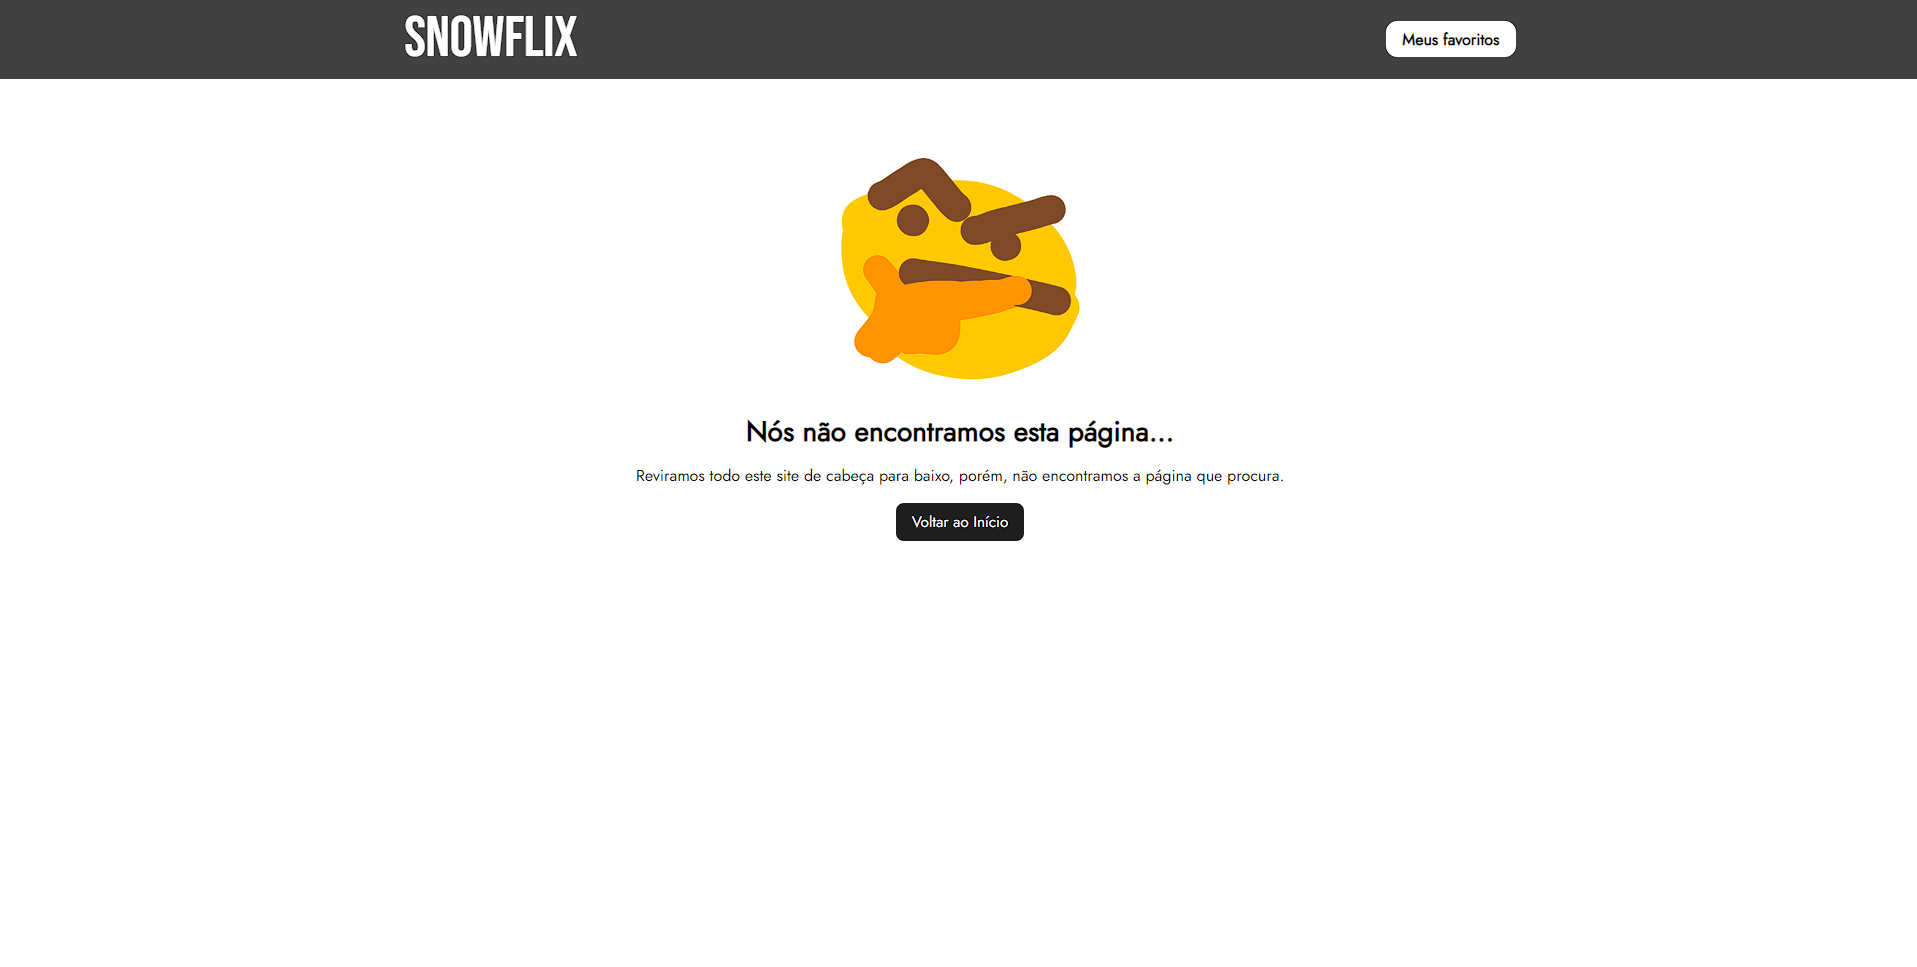 SNOWFLIX
Meus favoritos
Nós não encontramos esta página...
Reviramos todo este site de cabeça para baixo, porém, não encontramos a página que procura.
Voltar ao Início